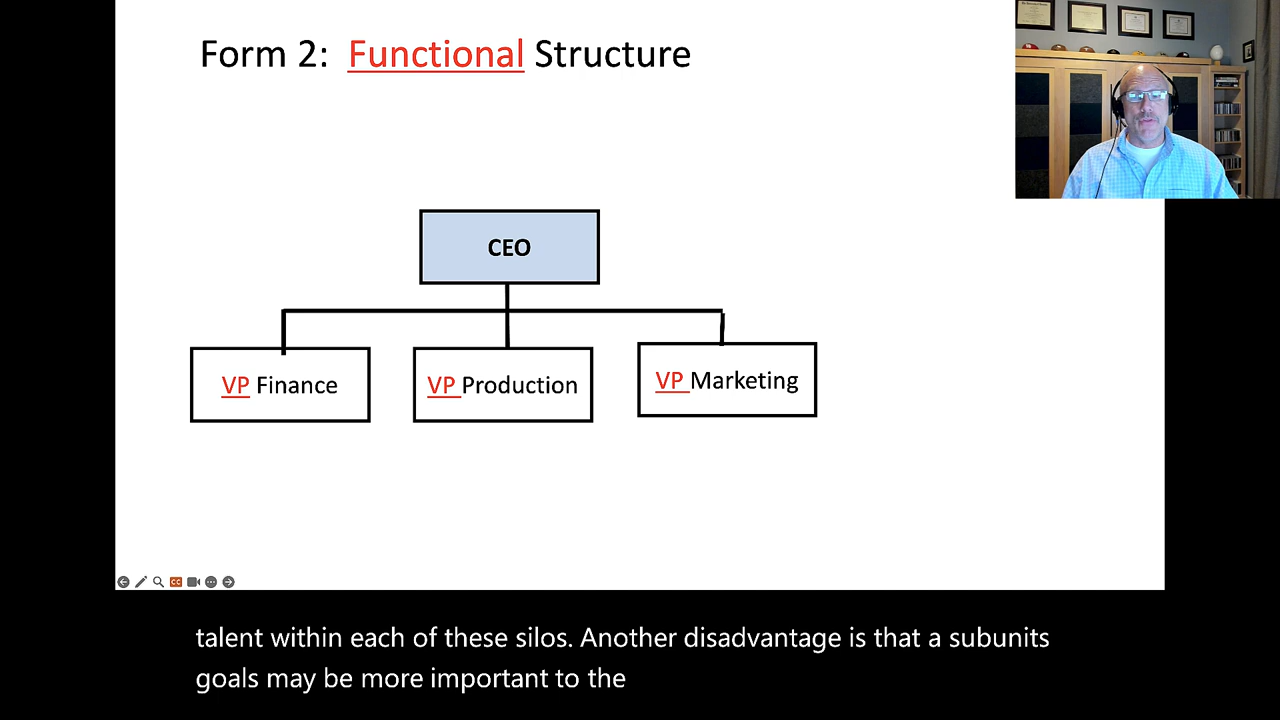 Form 2: Functional Structure
CEO
VP Finance
VP Production
VP Marketing
CC
talent within each of these silos. Another disadvantage is that a subunits
goals may be more important to the